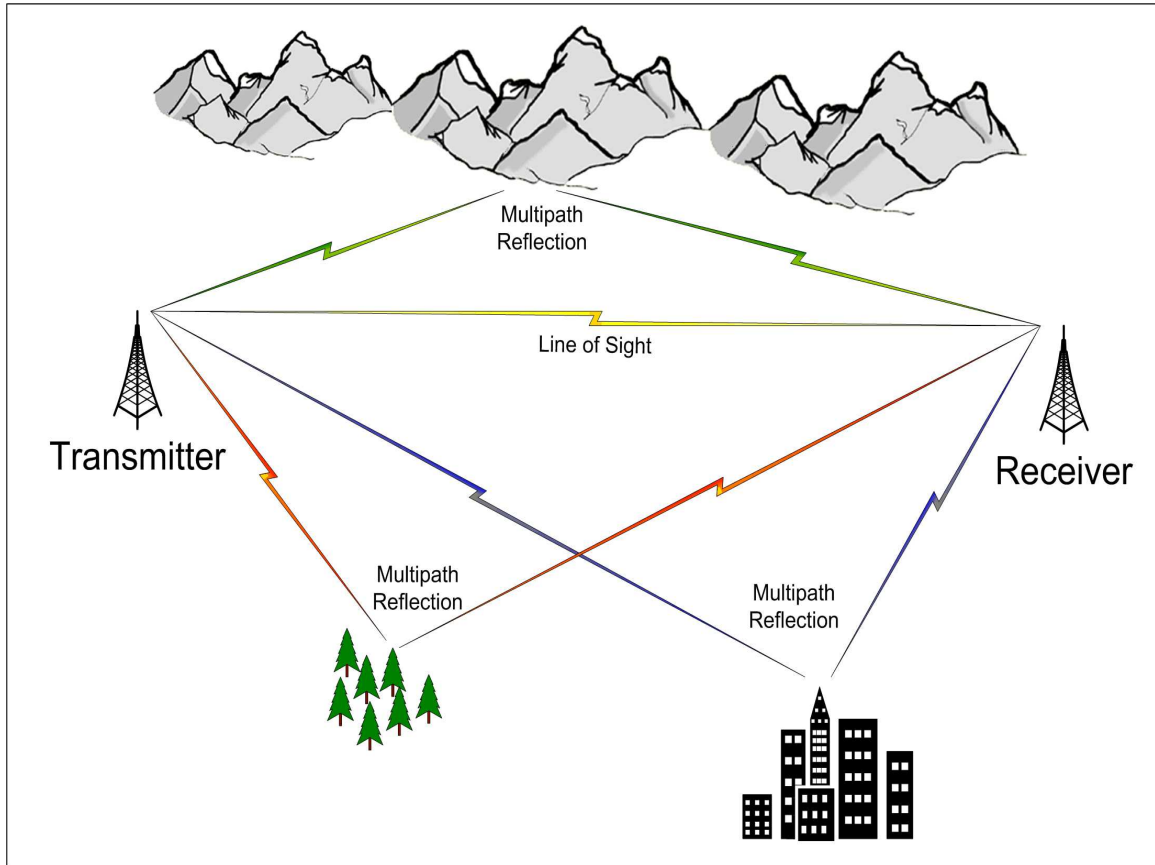 Multipath
Reflection
Line of Sight
Transmitter
Receiver
Multipath
Reflection
Multipath
Reflection